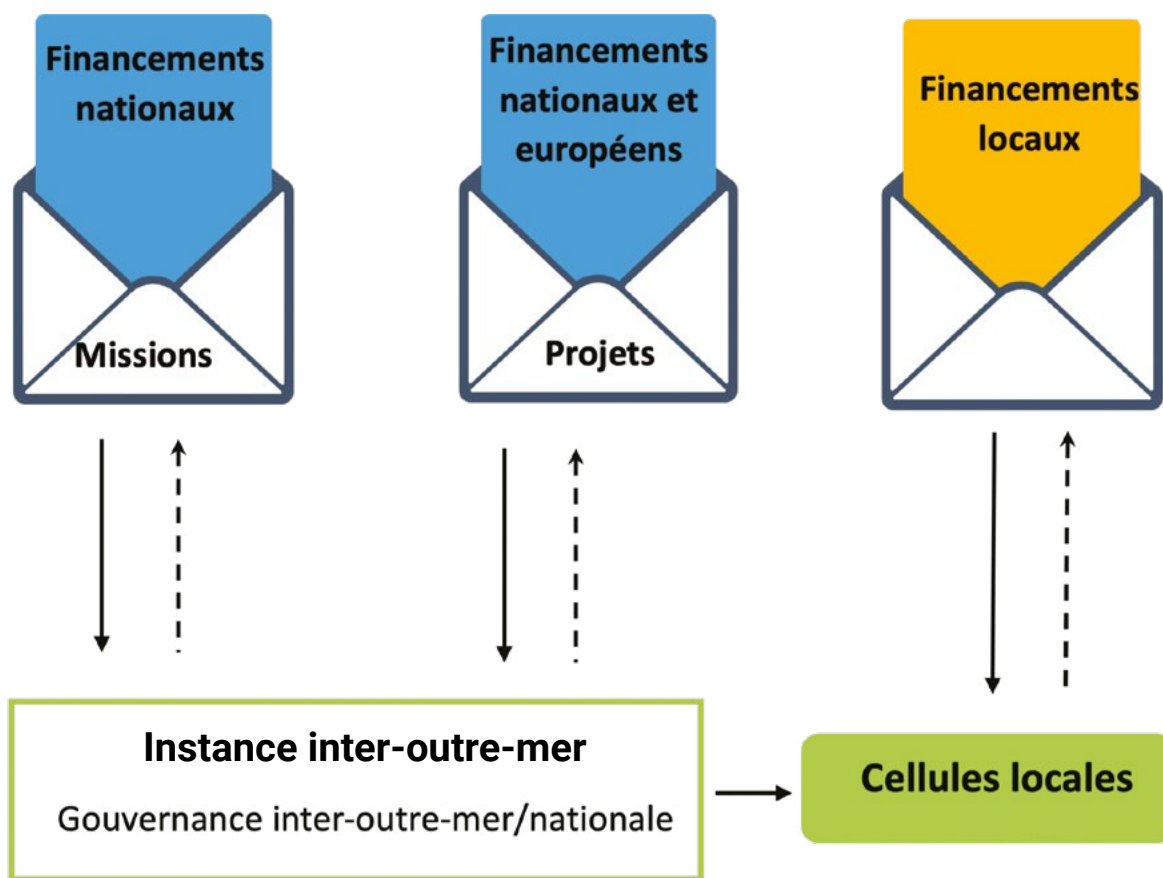 Financements
nationaux
Missions
Financements
nationaux et
européens
Projets
Financements
locaux
Instance inter-outre-mer
Gouvernance inter-outre-mer/nationale
Cellules locales